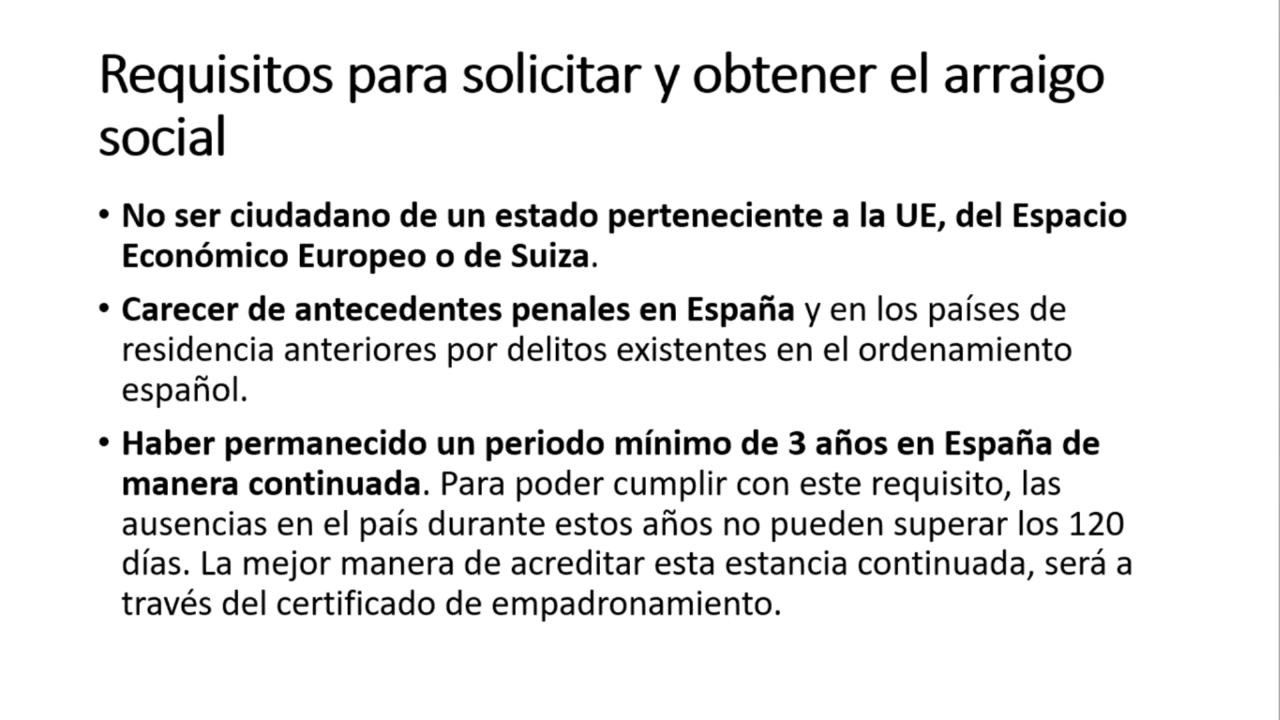 Requisitos para solicitar y obtener el arraigo
social
• No ser ciudadano de un estado perteneciente a la UE, del Espacio
Económico Europeo o de Suiza.
• Carecer de antecedentes penales en España y en los países de
residencia anteriores por delitos existentes en el ordenamiento
español.
• Haber permanecido un periodo mínimo de 3 años en España de
manera continuada. Para poder cumplir con este requisito, las
ausencias en el país durante estos años no pueden superar los 120
días. La mejor manera de acreditar esta estancia continuada, será a
través del certificado de empadronamiento.